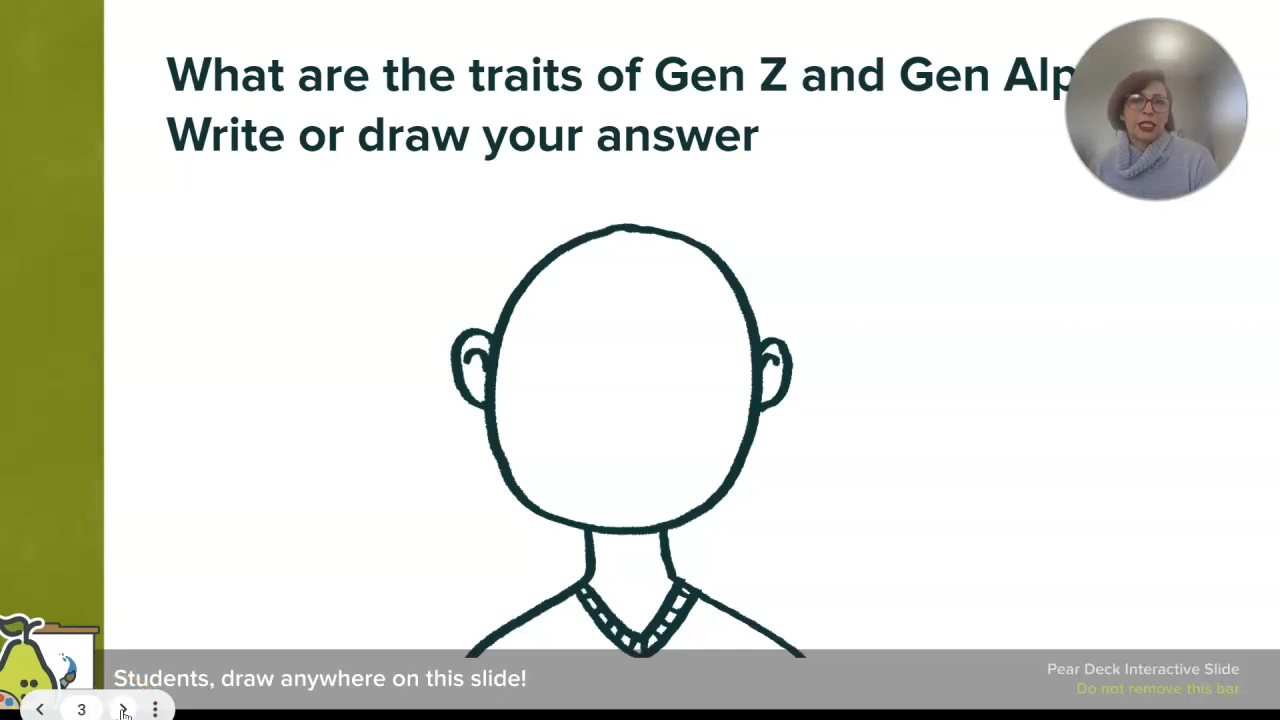 What are the traits of Gen Z and Gen Alp
Write or draw your answer
Students, draw anywhere on this slide!
Pear Deck Interactive Slide
Do not remove this bar
3